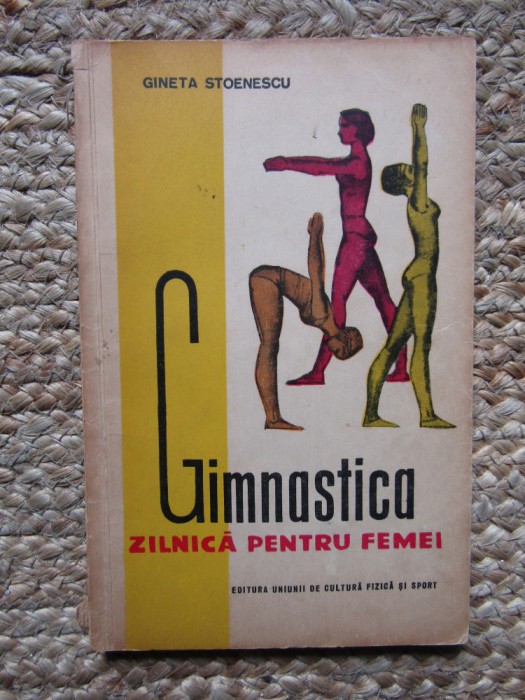 GINETA STOENESCU
Gimnastica
ZILNICĂ PENTRU FEMEI
EDITURA UNIUNII DE CULTURĂ FIZICĂ ȘI SPORT